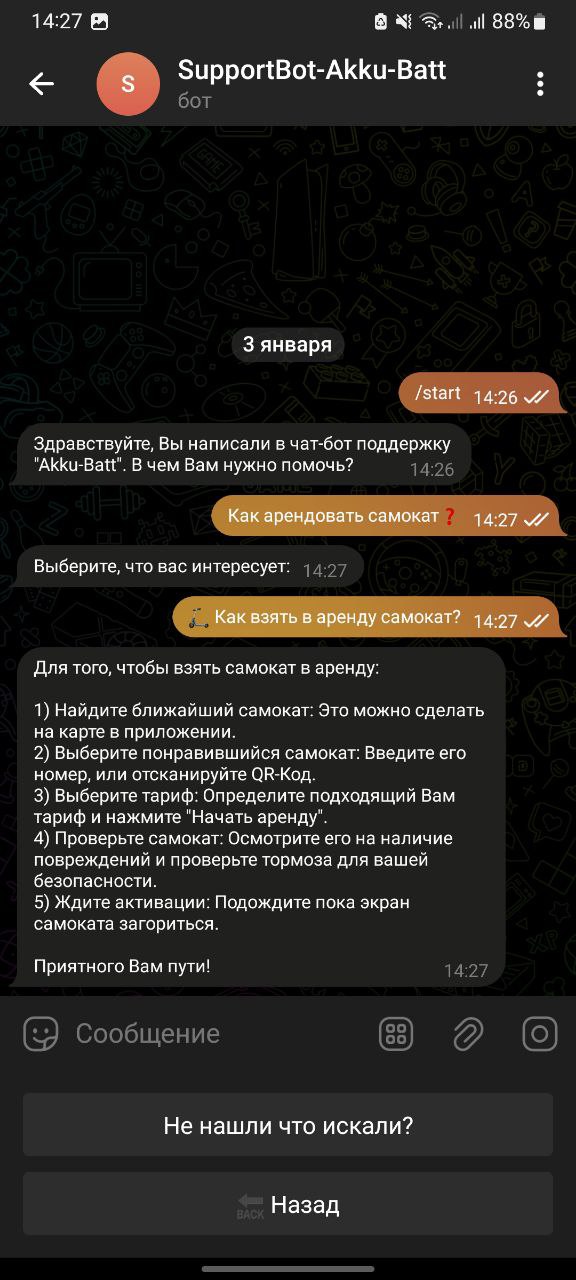 14:27
88%
S
SupportBot-Akku-Batt
бот
3 января
/start 14:26
Здравствуйте, Вы написали в чат-бот поддержку
"Akku-Batt". В чем Вам нужно помочь? 14:26
Как арендовать самокат❓ 14:27
Выберите, что вас интересует: 14:27
🛴 Как взять в аренду самокат? 14:27
Для того, чтобы взять самокат в аренду:
1) Найдите ближайший самокат: Это можно сделать
на карте в приложении.
2) Выберите понравившийся самокат: Введите его
номер, или отсканируйте QR-Код.
3) Выберите тариф: Определите подходящий Вам
тариф и нажмите "Начать аренду".
4) Проверьте самокат: Осмотрите его на наличие
повреждений и проверьте тормоза для вашей
безопасности.
5) Ждите активации: Подождите пока экран
самоката загориться.
Приятного Вам пути! 14:27
Сообщение
Не нашли что искали?
BACK Назад